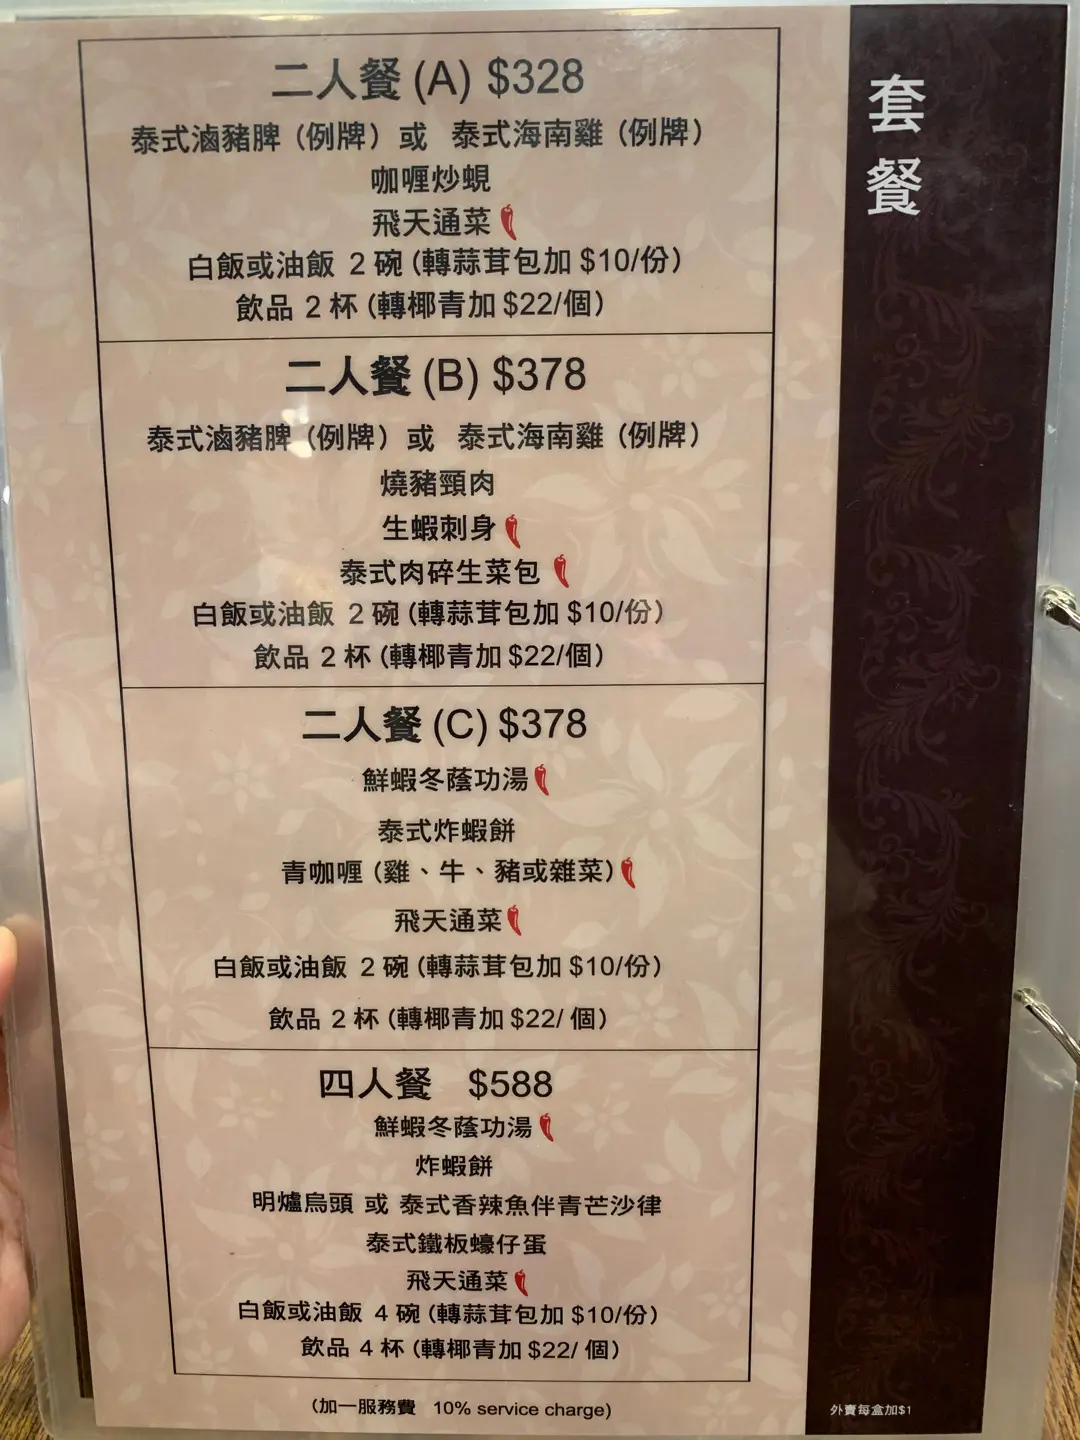 套餐
二人餐 (A) $328
泰式滷豬脾（例牌）或 泰式海南雞（例牌）
咖喱炒蜆
飛天通菜
白飯或油飯 2 碗 (轉蒜茸包加 $10/份)
飲品 2 杯 (轉椰青加 $22/個)
二人餐 (B) $378
泰式滷豬脾（例牌）或 泰式海南雞（例牌）
燒豬頸肉
生蝦刺身
泰式肉碎生菜包
白飯或油飯 2 碗 (轉蒜茸包加 $10/份)
飲品 2 杯 (轉椰青加 $22/個)
二人餐 (C) $378
鮮蝦冬蔭功湯
泰式炸蝦餅
青咖喱 (雞、牛、豬或雜菜)
飛天通菜
白飯或油飯 2 碗 (轉蒜茸包加 $10/份)
飲品 2 杯 (轉椰青加 $22/ 個)
四人餐 $588
鮮蝦冬蔭功湯
炸蝦餅
明爐烏頭 或 泰式香辣魚伴青芒沙律
泰式鐵板蠔仔蛋
飛天通菜
白飯或油飯 4 碗 (轉蒜茸包加 $10/份)
飲品 4 杯 (轉椰青加 $22/ 個)
(加一服務費 10% service charge)
外賣每盒加$1